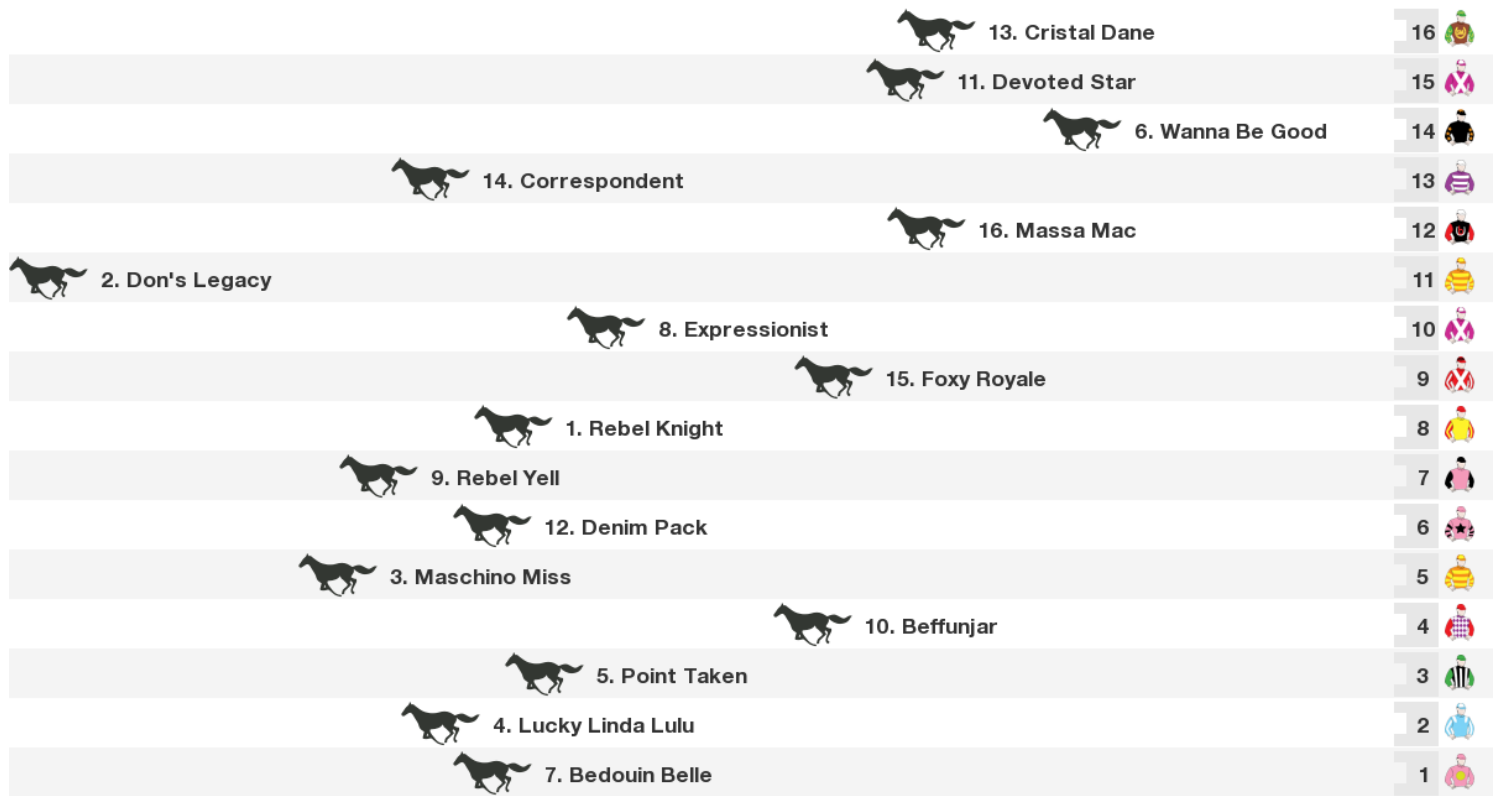 13. Cristal Dane 16
11. Devoted Star 15
6. Wanna Be Good 14
14. Correspondent 13
16. Massa Mac 12
2. Don's Legacy 11
8. Expressionist 10
15. Foxy Royale 9
1. Rebel Knight 8
9. Rebel Yell 7
12. Denim Pack 6
3. Maschino Miss 5
10. Beffunjar 4
5. Point Taken 3
4. Lucky Linda Lulu 2
7. Bedouin Belle 1